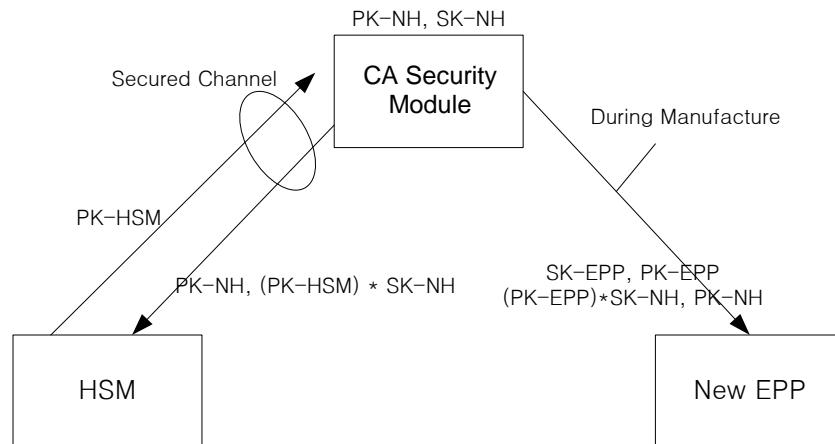 PK-NH, SK-NH
Secured Channel
CA Security
Module
During Manufacture
PK-HSM
PK-NH, (PK-HSM) * SK-NH
SK-EPP, PK-EPP
(PK-EPP)*SK-NH, PK-NH
HSM
New EPP